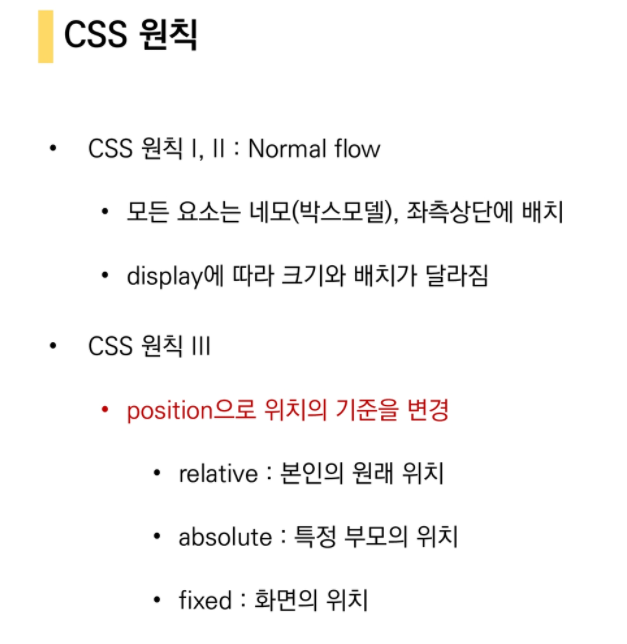 CSS 원칙
• CSS 원칙 I, II : Normal flow
• 모든 요소는 네모(박스모델), 좌측상단에 배치
• display에 따라 크기와 배치가 달라짐
• CSS 원칙 III
• position으로 위치의 기준을 변경
• relative : 본인의 원래 위치
• absolute : 특정 부모의 위치
• fixed : 화면의 위치